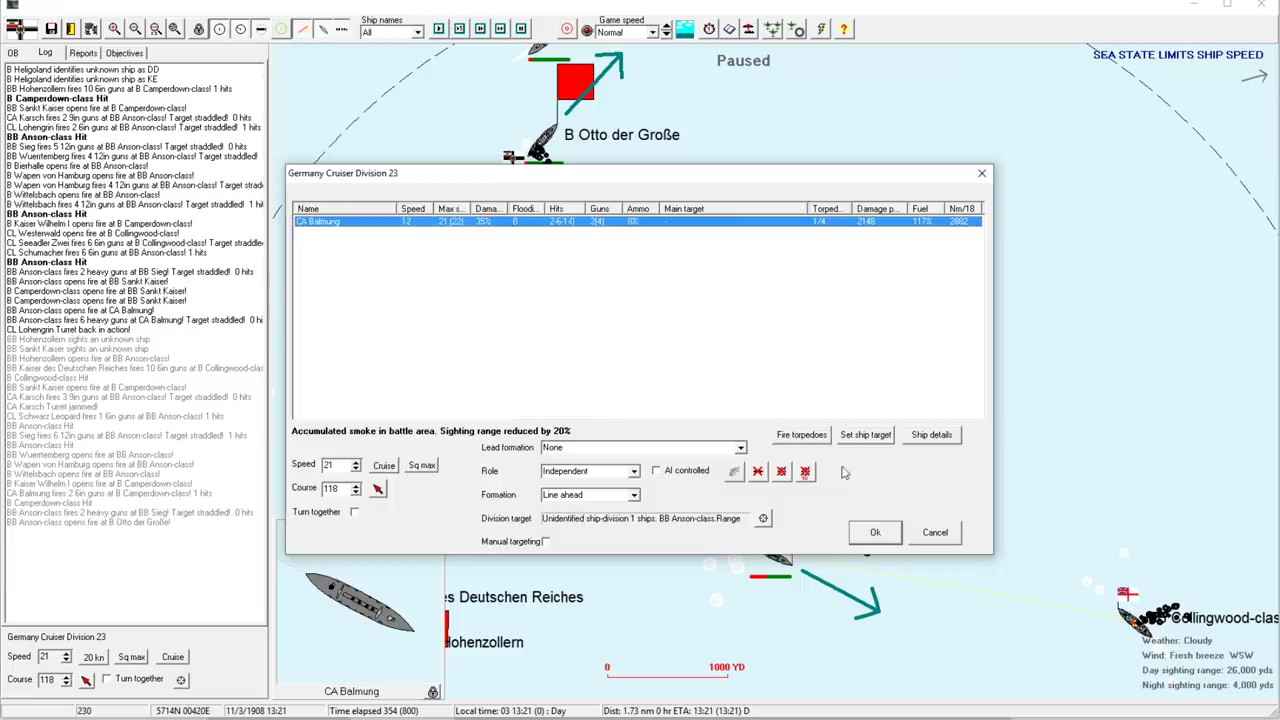 Ship names
All
Game speed
Normal
OB Log Reports Objectives
B Heligoland identifies unknown ship as DD
B Heligoland identifies unknown ship as KE
BB Hohenzollern fires 10 6in guns at B Camperdown-class! 1 hits
B Camperdown-class Hit
BB Sankt Kaiser opens fire at B Camperdown-class!
CA Karsch fires 2 9in guns at BB Anson-class! Target straddled! 0 hits
CL Lohengrin fires 2 6in guns at B Camperdown-class! 1 hits
BB Anson-class Hit
BB Sieg fires 5 12in guns at BB Anson-class! Target straddled!
BB Wuertemberg fires 4 12in guns at BB Anson-class! Target straddled!
B Bierhalle opens fire at BB Anson-class!
B Wapen von Hamburg opens fire at BB Anson-class!
B Wapen von Hamburg fires 4 12in guns at BB Anson-class! Target strad
B Wittelsbach opens fire at BB Anson-class!
B Wittelsbach fires 4 12in guns at BB Anson-class! Target straddled! 0
BB Anson-class Hit
B Kaiser Wilhelm I opens fire at BB Anson-class!
CL Westerwald opens fire at B Collingwood-class!
CL Seeadler Zwei fires 6 6in guns at B Collingwood-class! Target straddled!
CL Schumacher fires 6 6in guns at BB Anson-class! 1 hits
BB Anson-class Hit
BB Anson-class fires 2 heavy guns at BB Sieg! Target straddled! 0 hits
BB Anson-class opens fire at BB Sankt Kaiser!
B Camperdown-class opens fire at BB Sankt Kaiser!
B Camperdown-class opens fire at BB Sankt Kaiser!
BB Anson-class opens fire at CA Balmung!
BB Anson-class fires 6 heavy guns at CA Balmung! Target straddled! 0 hi
CL Lohengrin Turret back in action!
BB Hohenzollern sights an unknown ship
BB Sankt Kaiser sights an unknown ship
BB Hohenzollern opens fire at BB Anson-class!
BB Kaiser des Deutschen Reiches fires 10 6in guns at B Collingwood-clas
B Collingwood-class Hit
BB Sankt Kaiser opens fire at B Camperdown-class!
CA Karsch fires 3 9in guns at BB Anson-class! 0 hits
CA Karsch Turret jammed!
CL Schwarz Leopard fires 1 6in guns at BB Anson-class! 1 hits
BB Anson-class Hit
BB Sieg fires 6 12in guns at BB Anson-class! 1 hits
BB Anson-class Hit
BB Wuertemberg opens fire at BB Anson-class!
B Wapen von Hamburg opens fire at BB Anson-class!
B Wittelsbach opens fire at BB Anson-class!
B Kaiser Wilhelm I opens fire at BB Anson-class!
CA Balmung fires 2 6in guns at B Camperdown-class! 1 hits
B Camperdown-class Hit
BB Anson-class fires 2 heavy guns at BB Sieg! Target straddled! 0 hits
BB Anson-class opens fire at B Otto der Große!
Germany Cruiser Division 23
Speed 21 20 kn Sq max Cruise
Course 118 Turn together
Paused
SEA STATE LIMITS SHIP SPEED
B Otto der Große
Germany Cruiser Division 23
Name Speed Max s... Dama... Floodi... Hits Guns Ammo Main target Torped... Damage p... Fuel Nm/18
CA Balmung 12 21 (22) 35% 0 2-6-1-() 2(4) 0% - 1/4 2148 117% 2882
Accumulated smoke in battle area. Sighting range reduced by 20%
Fire torpedoes Set ship target Ship details
Lead formation None
Speed 21 Cruise Sq max
Role Independent AI controlled
Course 118
Formation Line ahead
Turn together
Division target Unidentified ship-division 1 ships. BB Anson-class.Range
Manual targeting
Ok Cancel
es Deutschen Reiches
Hohenzollern
CA Balmung
0 1000 YD
Collingwood-clas
Weather: Cloudy
Wind: Fresh breeze WSW
Day sighting range: 26,000 yds
Night sighting range: 4,000 yds
230 5714N 00420E 11/3/1908 13:21 Time elapsed 354 (800) Local time: 03 13:21 (0) : Day Dist: 1.73 nm 0 hr ETA: 13:21 (13:21) D